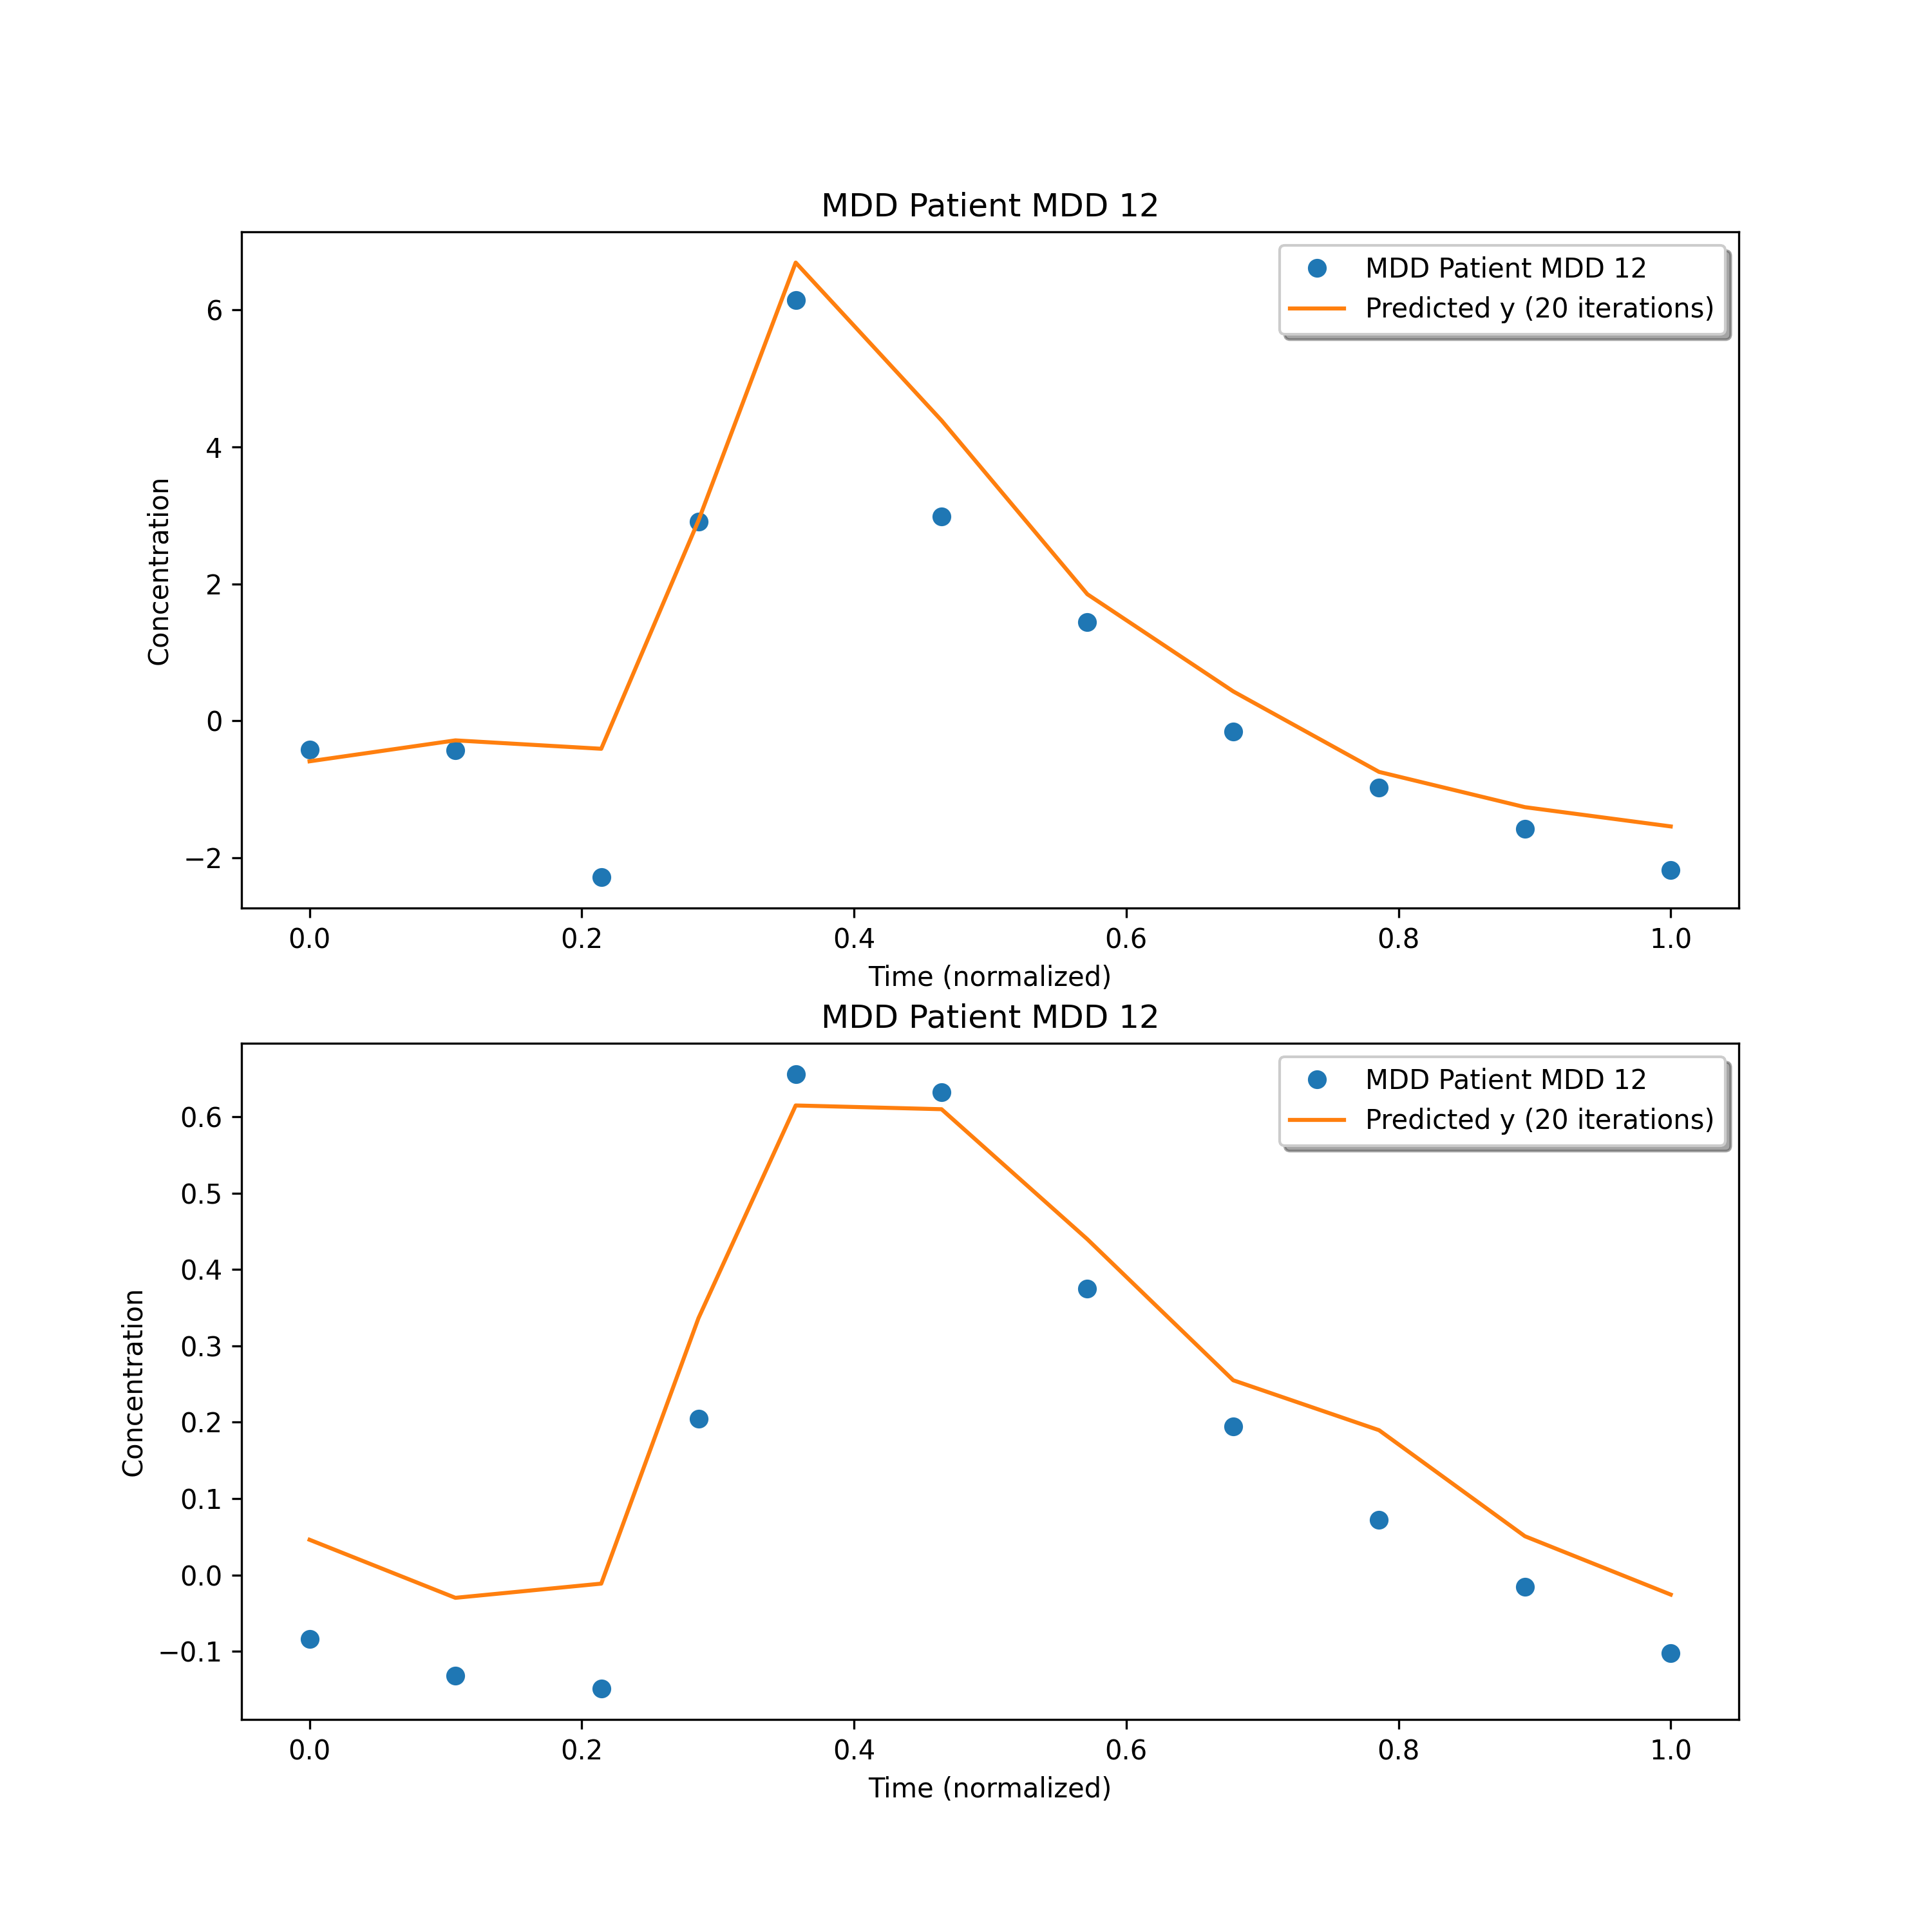 MDD Patient MDD 12
MDD Patient MDD 12
Predicted y (20 iterations)
6
4
2
0
−2
Concentration
0.0 0.2 0.4 0.6 0.8 1.0
Time (normalized)
MDD Patient MDD 12
MDD Patient MDD 12
Predicted y (20 iterations)
0.6
0.5
0.4
0.3
0.2
0.1
0.0
−0.1
Concentration
0.0 0.2 0.4 0.6 0.8 1.0
Time (normalized)